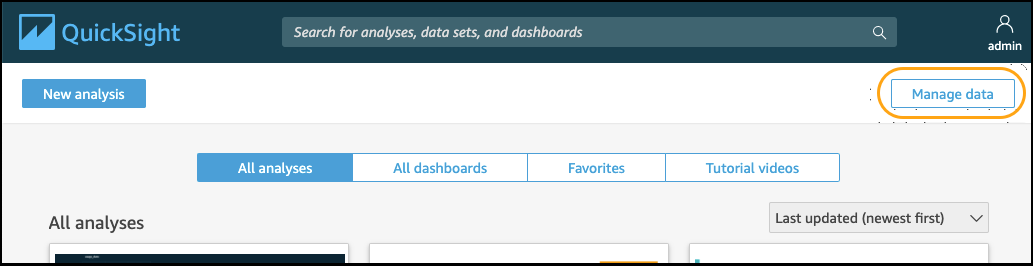 QuickSight
Search for analyses, data sets, and dashboards
admin
New analysis
Manage data
All analyses
All dashboards
Favorites
Tutorial videos
All analyses
Last updated (newest first)